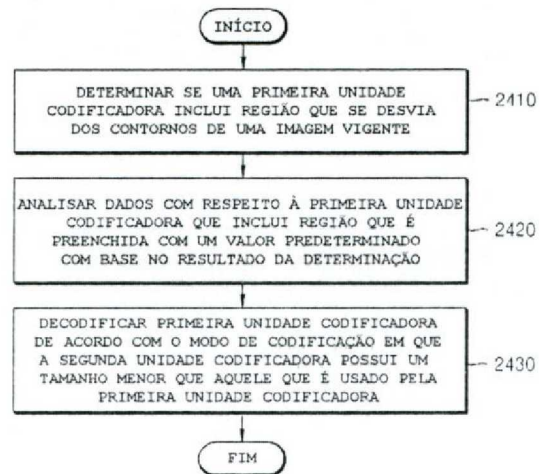 INÍCIO
DETERMINAR SE UMA PRIMEIRA UNIDADE
CODIFICADORA INCLUI REGIÃO QUE SE DESVIA
DOS CONTORNOS DE UMA IMAGEM VIGENTE
2410
ANALISAR DADOS COM RESPEITO À PRIMEIRA UNIDADE
CODIFICADORA QUE INCLUI REGIÃO QUE É
PREENCHIDA COM UM VALOR PREDETERMINADO
COM BASE NO RESULTADO DA DETERMINAÇÃO
2420
DECODIFICAR PRIMEIRA UNIDADE CODIFICADORA
DE ACORDO COM O MODO DE CODIFICAÇÃO EM QUE
A SEGUNDA UNIDADE CODIFICADORA POSSUI UM
TAMANHO MENOR QUE AQUELE QUE É USADO PELA
PRIMEIRA UNIDADE CODIFICADORA
2430
FIM